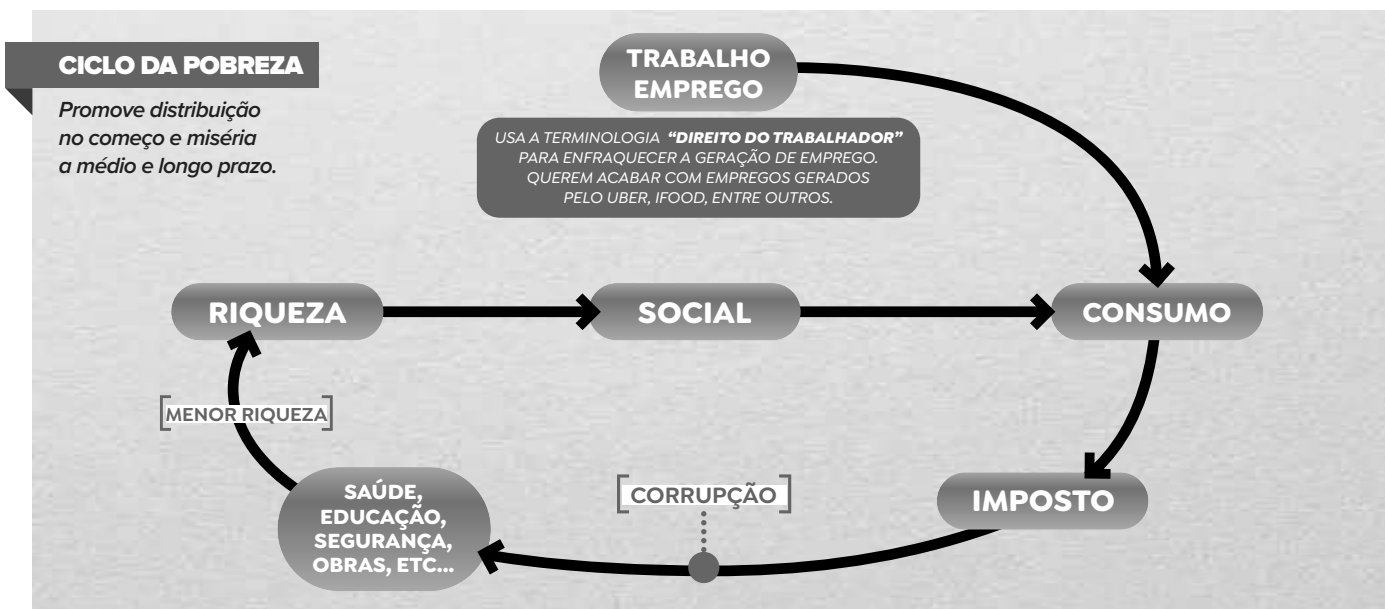 CICLO DA POBREZA
Promove distribuição
no começo e miséria
a médio e longo prazo.
TRABALHO
EMPREGO
USA A TERMINOLOGIA “DIREITO DO TRABALHADOR”
PARA ENFRAQUECER A GERAÇÃO DE EMPREGO.
QUEREM ACABAR COM EMPREGOS GERADOS
PELO UBER, IFOOD, ENTRE OUTROS.
RIQUEZA
SOCIAL
CONSUMO
[MENOR RIQUEZA]
SAÚDE,
EDUCAÇÃO,
SEGURANÇA,
OBRAS, ETC...
[CORRUPÇÃO]
IMPOSTO